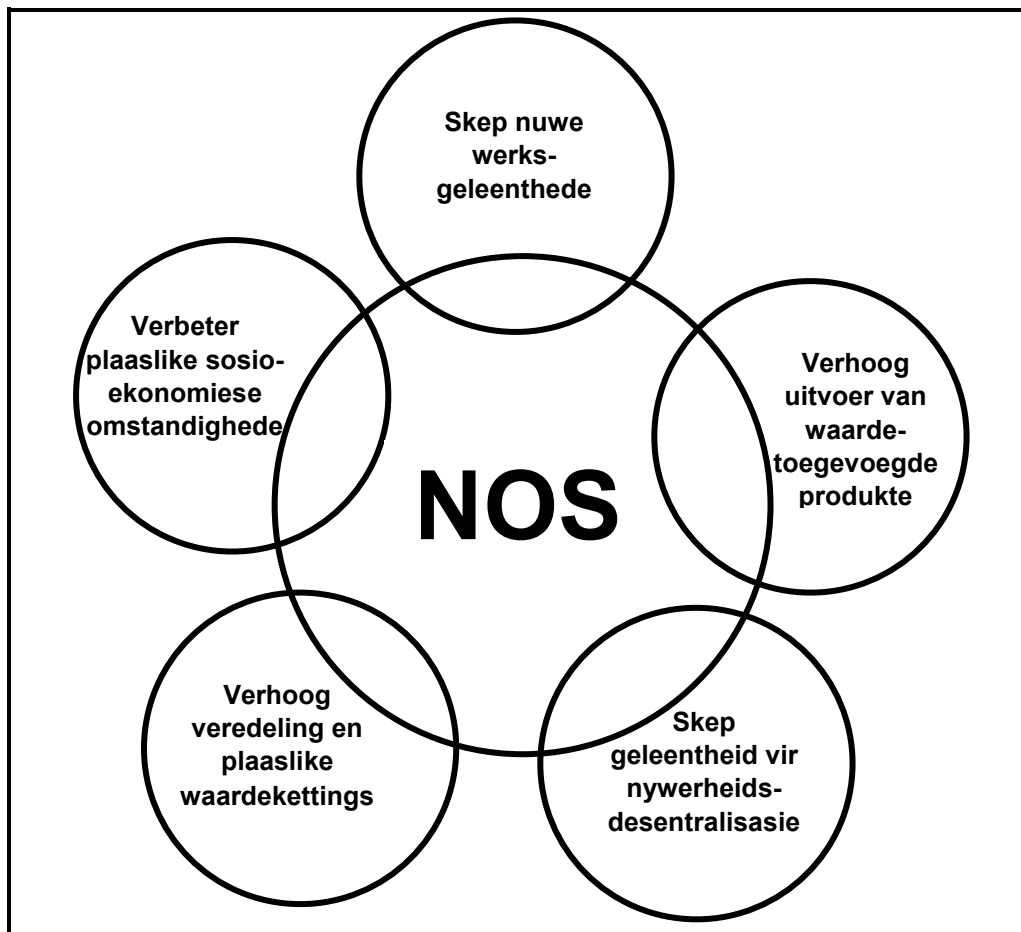 Skep nuwe
werks-
geleenthede
Verbeter
plaaslike sosio-
ekonomiese
omstandighede
Verhoog
uitvoer van
waarde-
toegevoegde
produkte
NOS
Verhoog
veredeling en
plaaslike
waardekettings
Skep
geleentheid vir
nywerheids-
desentralisasie